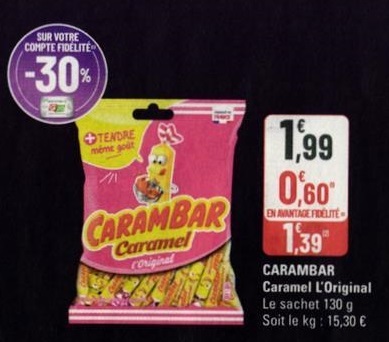 SUR VOTRE
COMPTE FIDÉLITÉ
-30%
+ TENDRE
même goût
CARAMBAR
Caramel
l'Original
1,99
0,60
EN AVANTAGE FIDÉLITÉ
1,39
CARAMBAR
Caramel L'Original
Le sachet 130 g
Soit le kg : 15,30 €